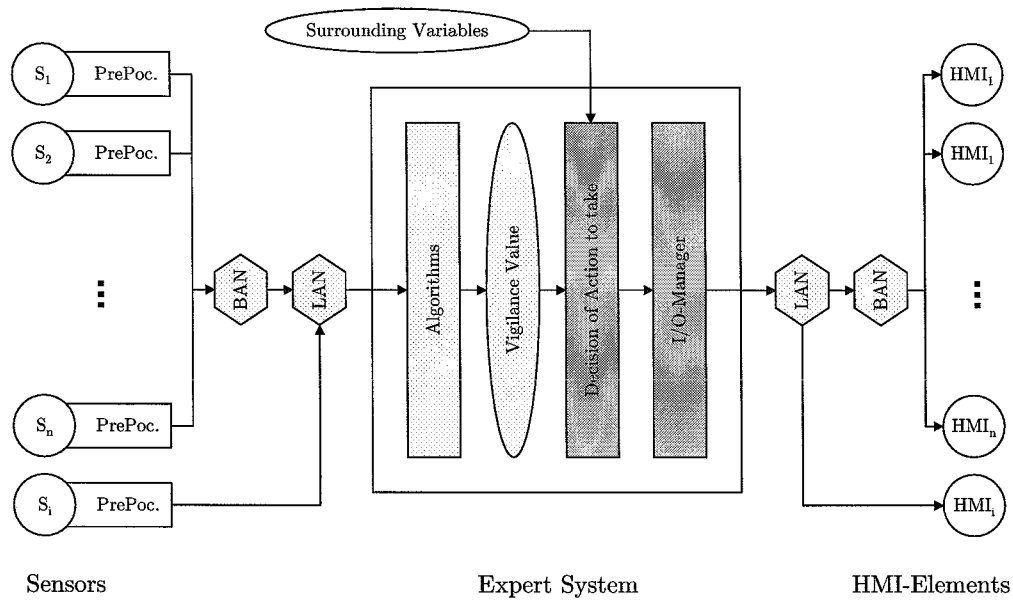 Surrounding Variables
S₁ PrePoc.
S₂ PrePoc.
...
Sₙ PrePoc.
Sᵢ PrePoc.
BAN
LAN
Algorithms
Vigilance Value
Decision of Action to take
I/O-Manager
LAN
BAN
HMI₁
HMI₁
...
HMIₙ
HMIᵢ
Sensors
Expert System
HMI-Elements